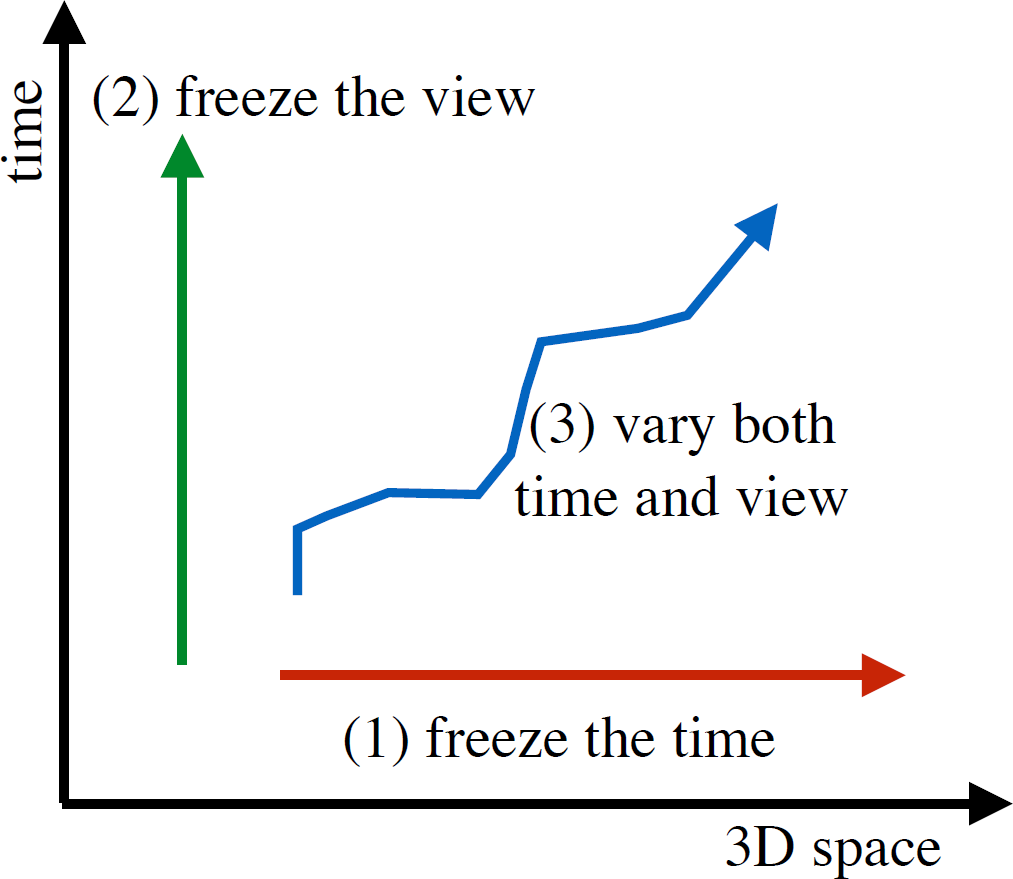 time
(2) freeze the view
(3) vary both
time and view
(1) freeze the time
3D space